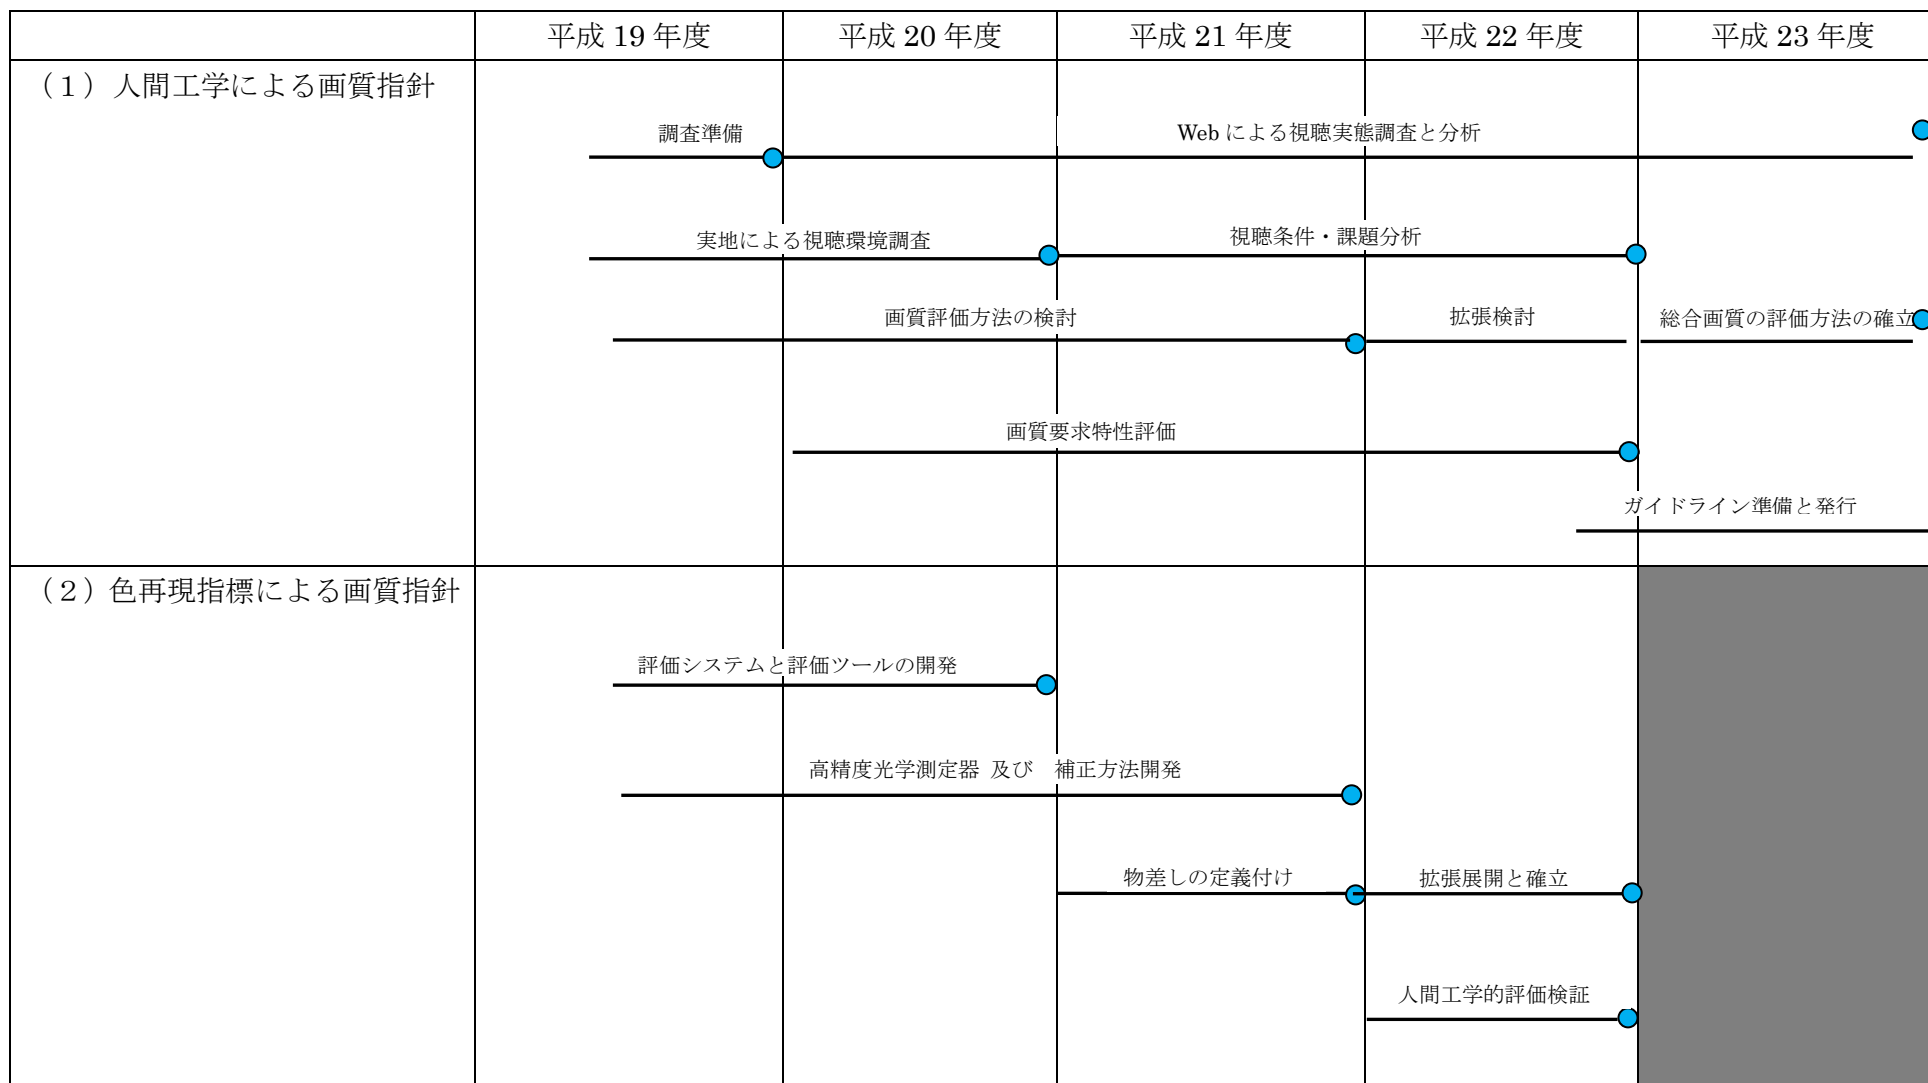 平成 19 年度
平成 20 年度
平成 21 年度
平成 22 年度
平成 23 年度
（１）人間工学による画質指針
調査準備
Web による視聴実態調査と分析
実地による視聴環境調査
視聴条件・課題分析
画質評価方法の検討
拡張検討
総合画質の評価方法の確立
画質要求特性評価
ガイドライン準備と発行
（２）色再現指標による画質指針
評価システムと評価ツールの開発
高精度光学測定器 及び　補正方法開発
物差しの定義付け
拡張展開と確立
人間工学的評価検証